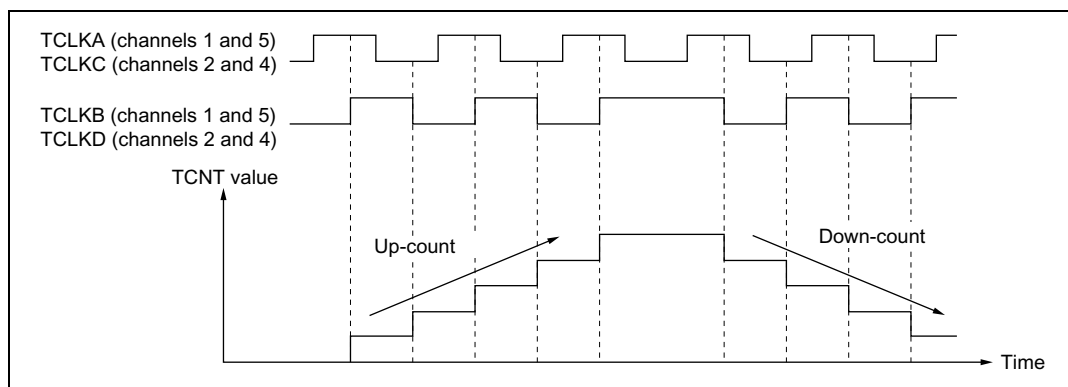 TCLKA (channels 1 and 5)
TCLKC (channels 2 and 4)
TCLKB (channels 1 and 5)
TCLKD (channels 2 and 4)
TCNT value
Up-count
Down-count
Time